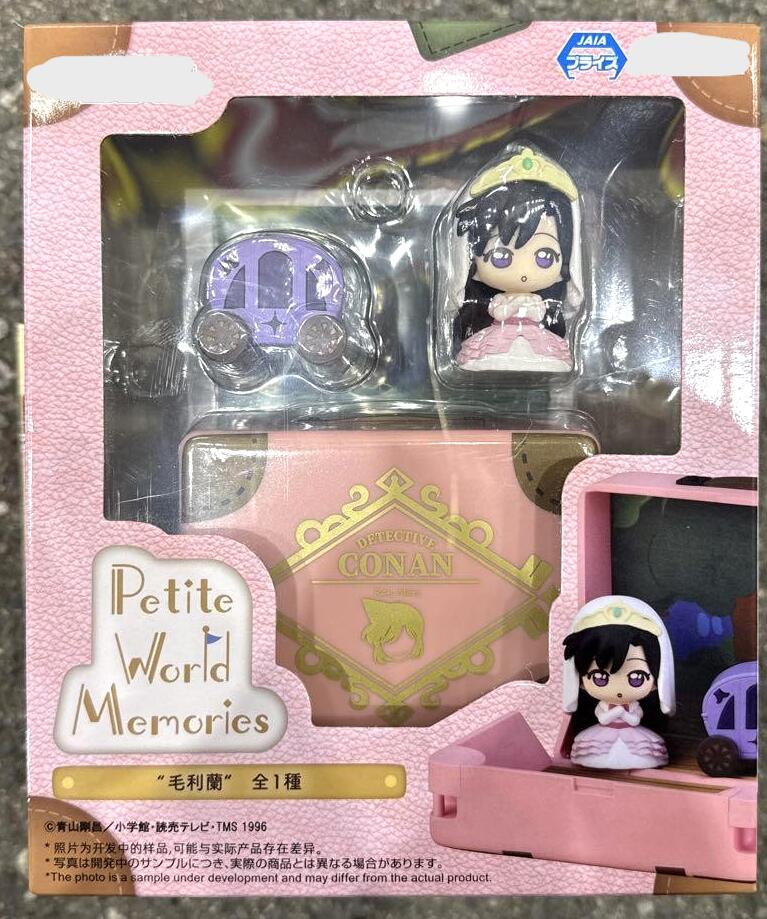 JAIA
プライズ
DETECTIVE
CONAN
Petite
World
Memories
"毛利蘭" 全1種
©青山剛昌/小学館・読売テレビ・TMS 1996
* 照片为开发中的样品,可能与实际产品存在差异.
* 写真は開発中のサンプルにつき、実際の商品とは異なる場合があります。
*The photo is a sample under development and may differ from the actual product.